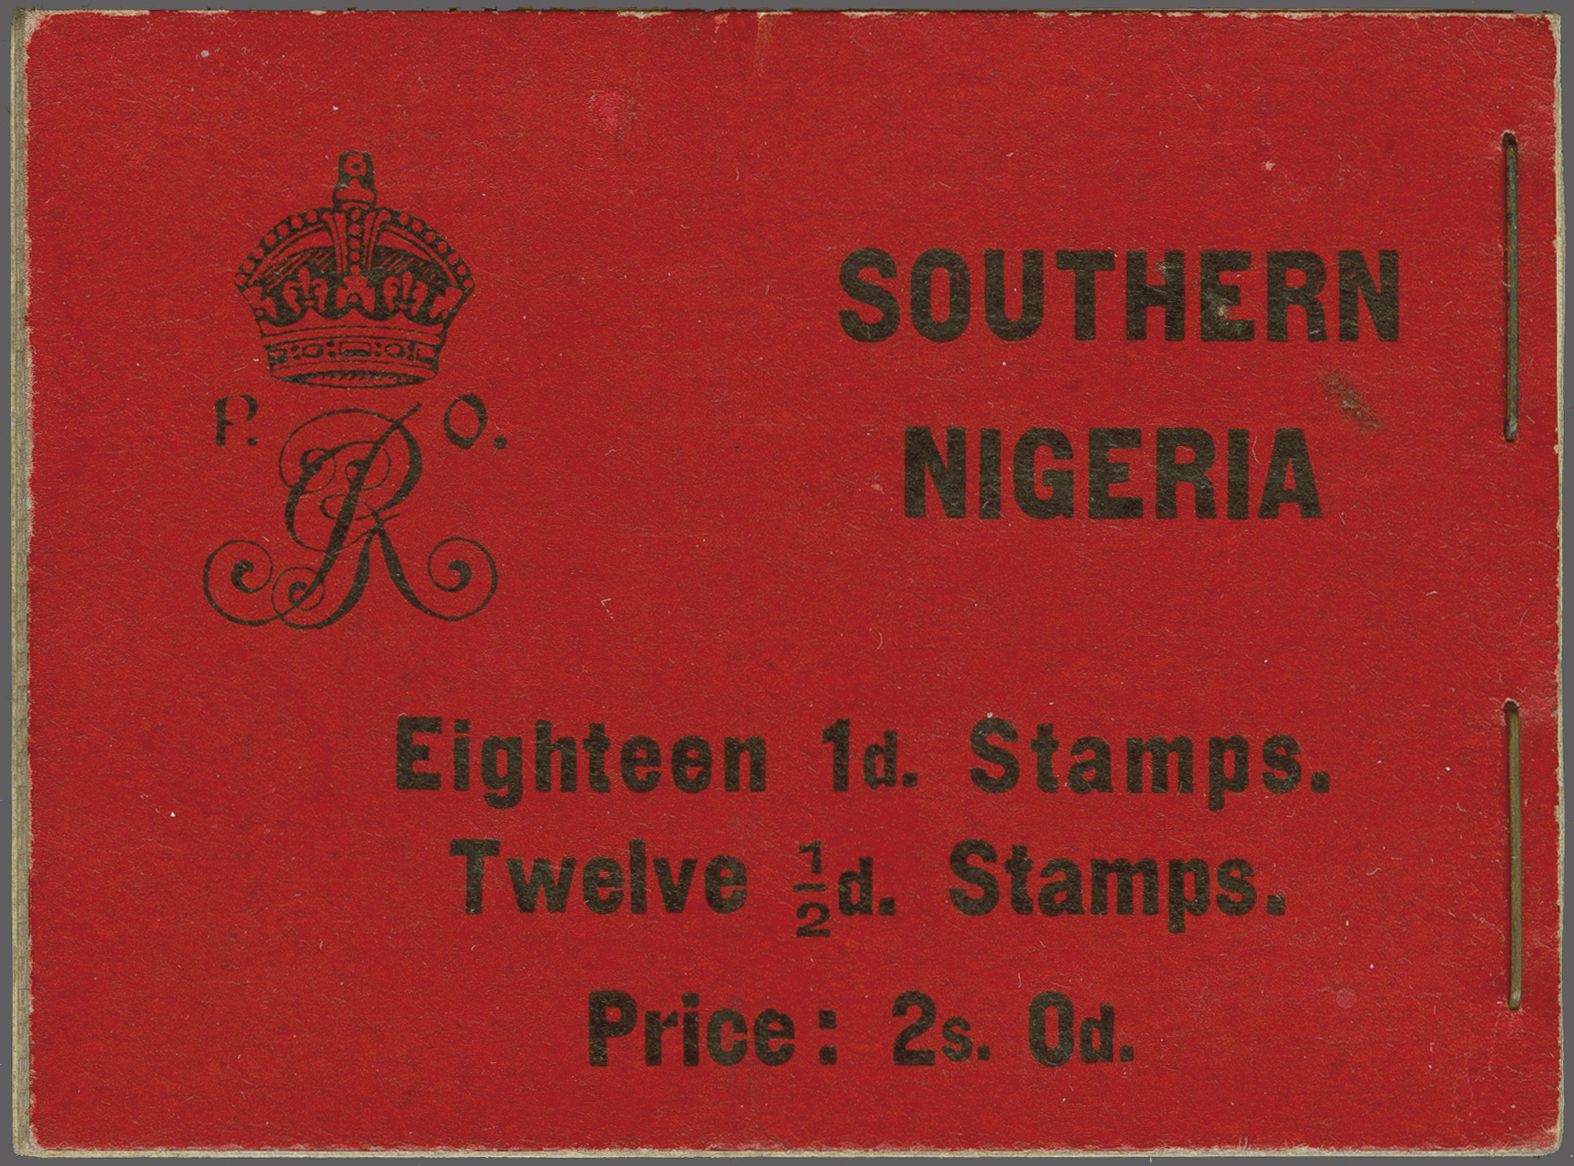 P. O.
R
SOUTHERN
NIGERIA
Eighteen 1d. Stamps.
Twelve ½d. Stamps.
Price: 2s. 0d.